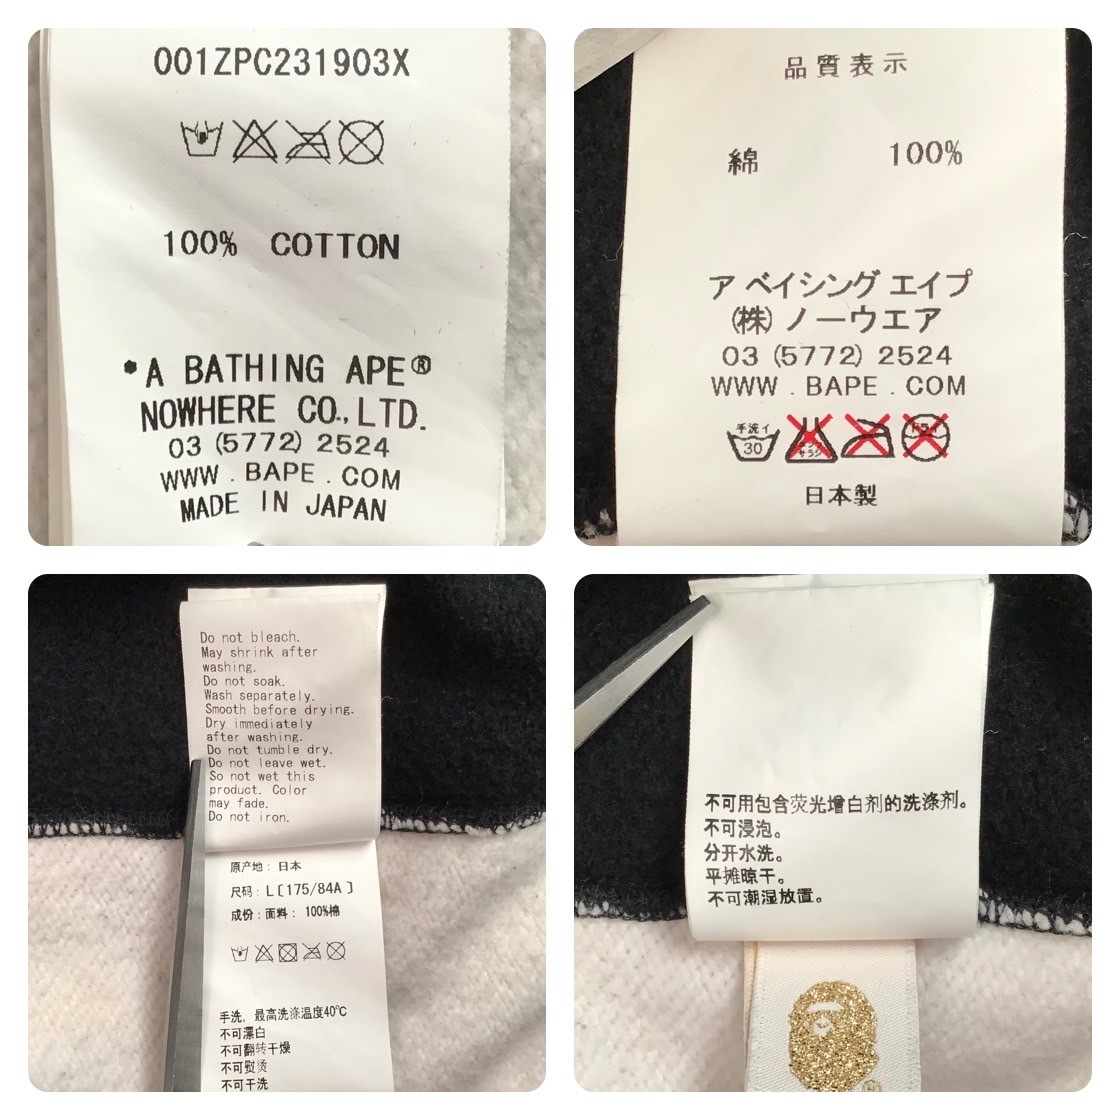 001ZPC231903X
100% COTTON
*A BATHING APE®
NOWHERE CO.,LTD.
03 (5772) 2524
WWW . BAPE . COM
MADE IN JAPAN
品質表示
綿 100%
ア ベイシング エイプ
(株) ノーウエア
03 (5772) 2524
WWW . BAPE . COM
手洗イ
30
ドライ
日本製
Do not bleach.
May shrink after
washing.
Do not soak.
Wash separately.
Smooth before drying.
Dry immediately
after washing.
Do not tumble dry.
Do not leave wet.
So not wet this
product. Color
may fade.
Do not iron.
原产地: 日本
尺码: L[175/84A]
成份: 面料: 100%棉
手洗, 最高洗涤温度40℃
不可漂白
不可翻转干燥
不可熨烫
不可干洗
不可用包含荧光增白剂的洗涤剂。
不可浸泡。
分开水洗。
平摊晾干。
不可潮湿放置。